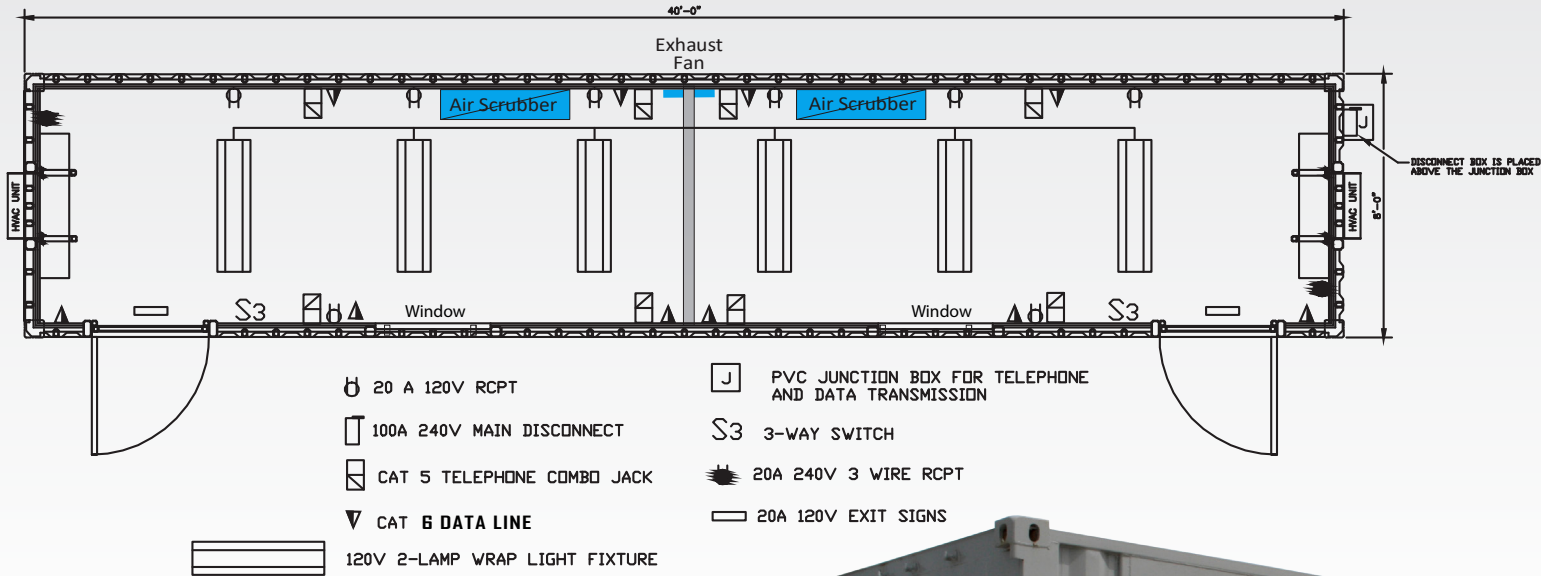 40'-0"
Exhaust
Fan
Air Scrubber
Air Scrubber
J
DISCONNECT BOX IS PLACED
ABOVE THE JUNCTION BOX
HVAC UNIT
HVAC UNIT
8'-0"
S3
Window
Window
S3
20 A 120V RCPT
100A 240V MAIN DISCONNECT
CAT 5 TELEPHONE COMBO JACK
CAT 6 DATA LINE
120V 2-LAMP WRAP LIGHT FIXTURE
J
PVC JUNCTION BOX FOR TELEPHONE
AND DATA TRANSMISSION
S3 3-WAY SWITCH
20A 240V 3 WIRE RCPT
20A 120V EXIT SIGNS